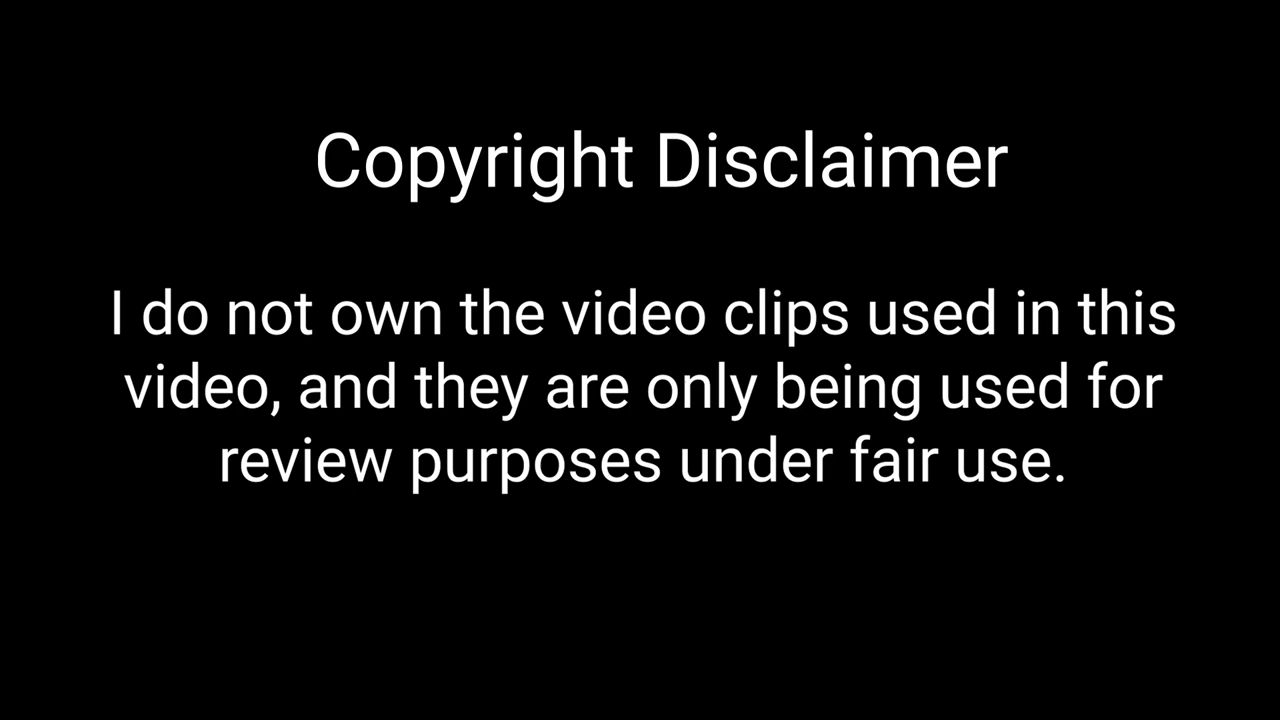 Copyright Disclaimer
I do not own the video clips used in this
video, and they are only being used for
review purposes under fair use.